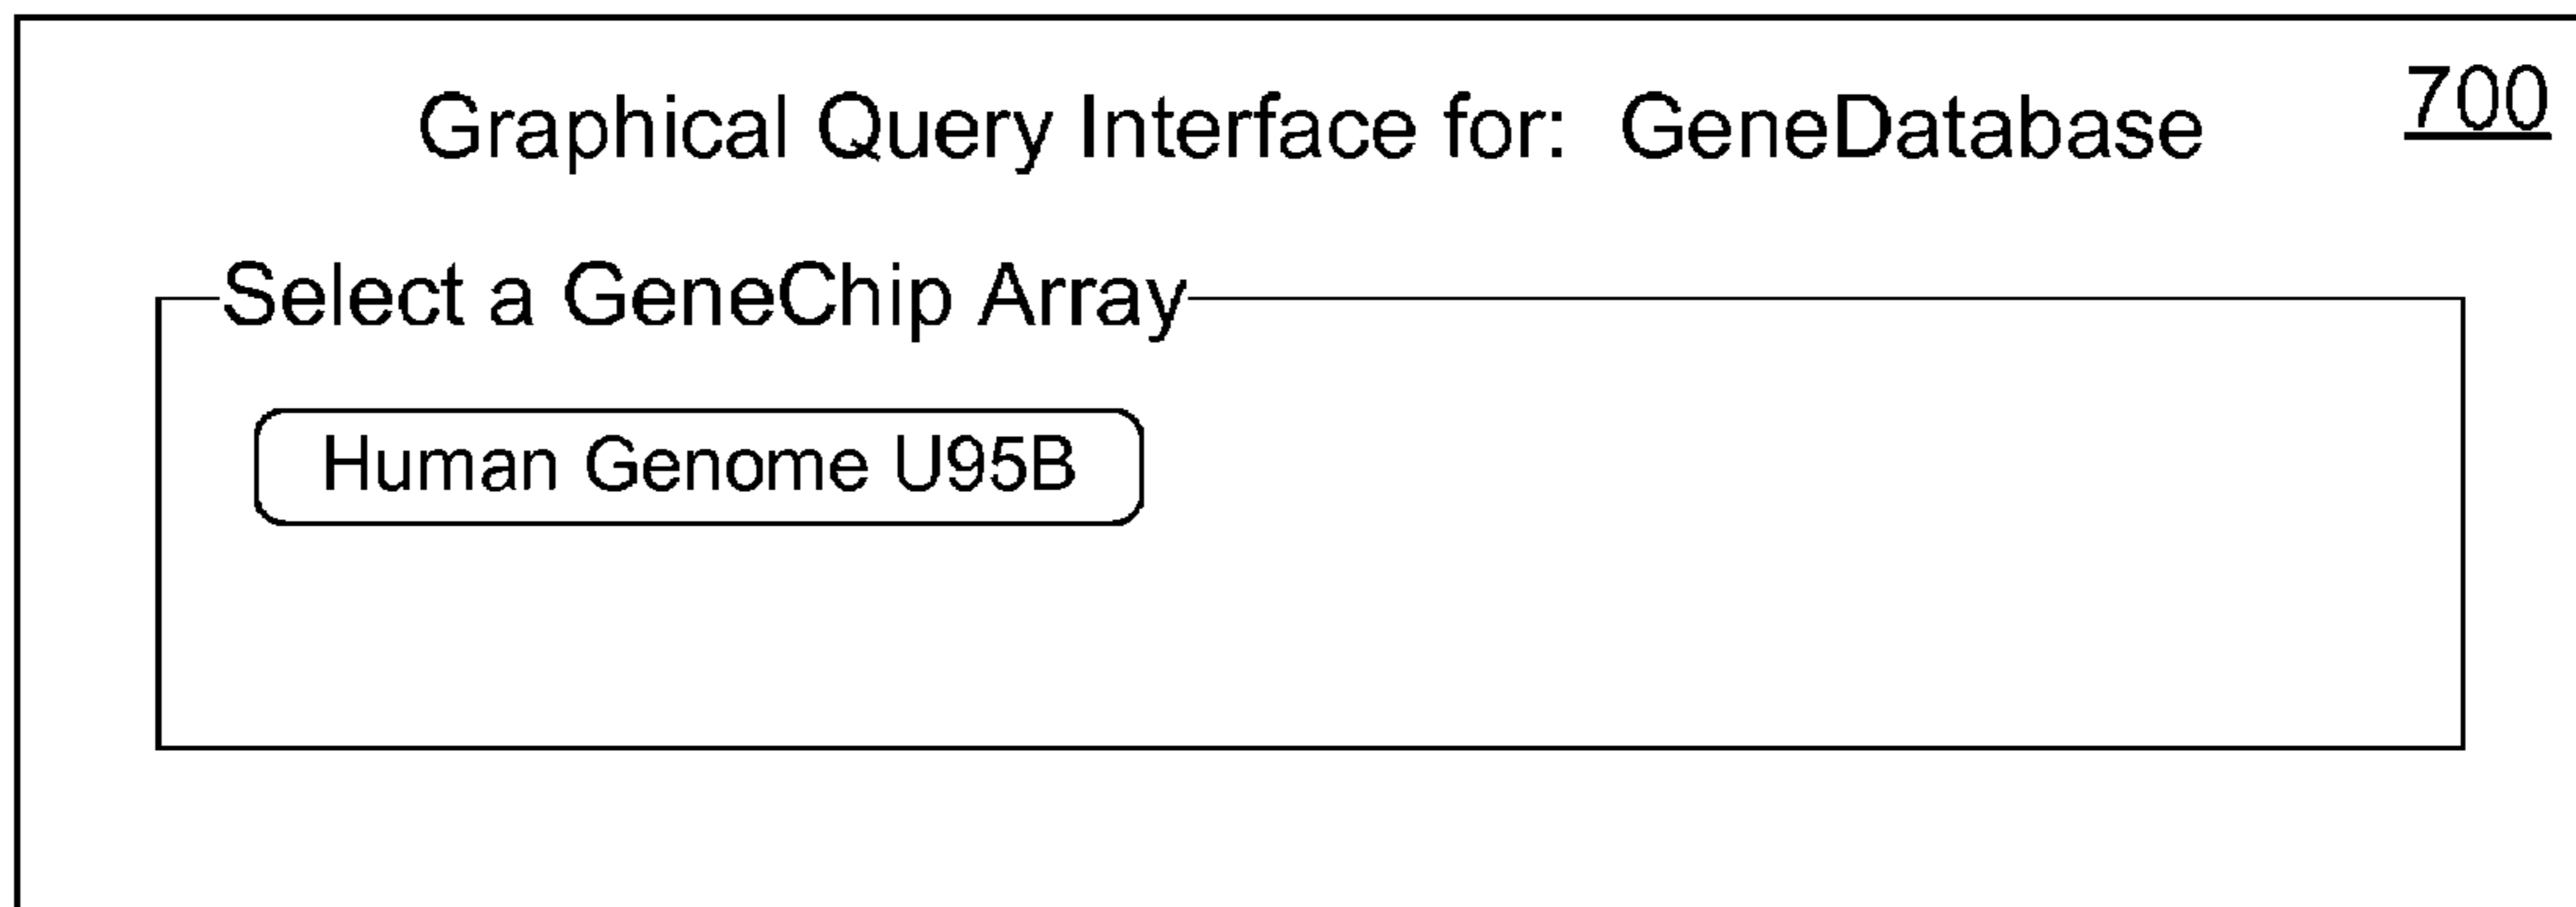 700
Graphical Query Interface for: GeneDatabase
Select a GeneChip Array
Human Genome U95B